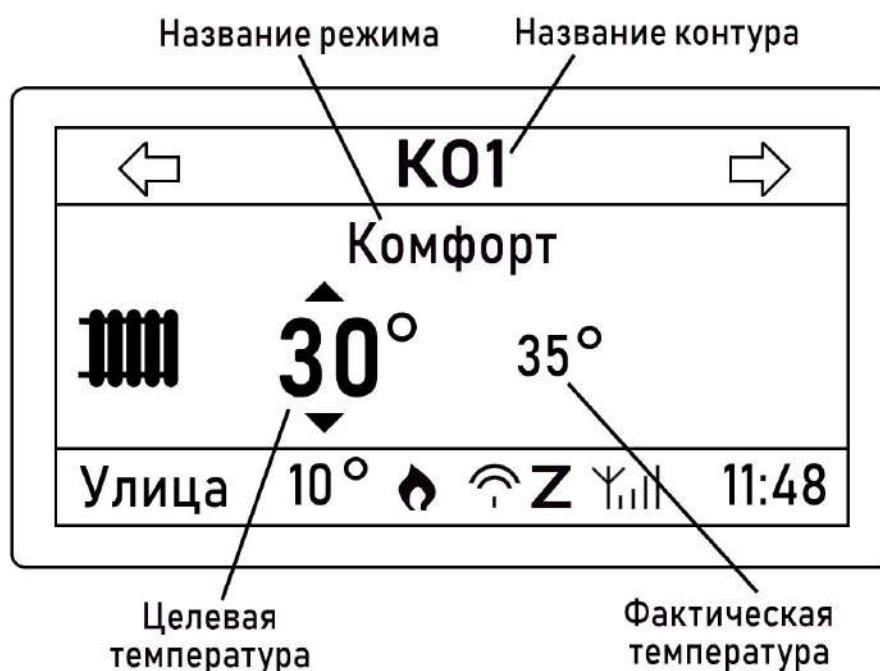 Название режима Название контура
КО1
Комфорт
30° 35°
Улица 10° Z 11:48
Целевая
температура
Фактическая
температура